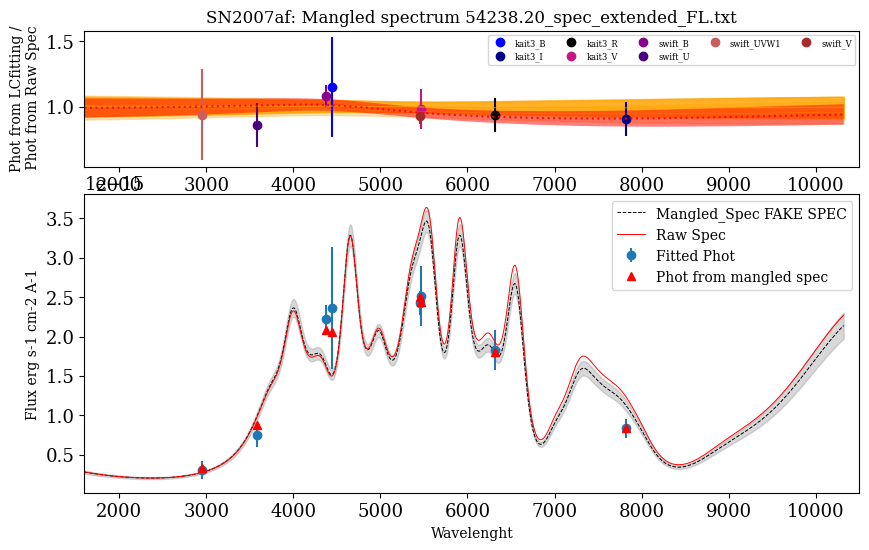 SN2007af: Mangled spectrum 54238.20_spec_extended_FL.txt
Phot from LCfitting /
Phot from Raw Spec
1.5
1.0
kait3_B kait3_R swift_B swift_UVW1 swift_V
kait3_I kait3_V swift_U
2000 3000 4000 5000 6000 7000 8000 9000 10000
1e−15
Flux erg s-1 cm-2 A-1
3.5
3.0
2.5
2.0
1.5
1.0
0.5
Mangled_Spec FAKE SPEC
Raw Spec
Fitted Phot
Phot from mangled spec
2000 3000 4000 5000 6000 7000 8000 9000 10000
Wavelenght